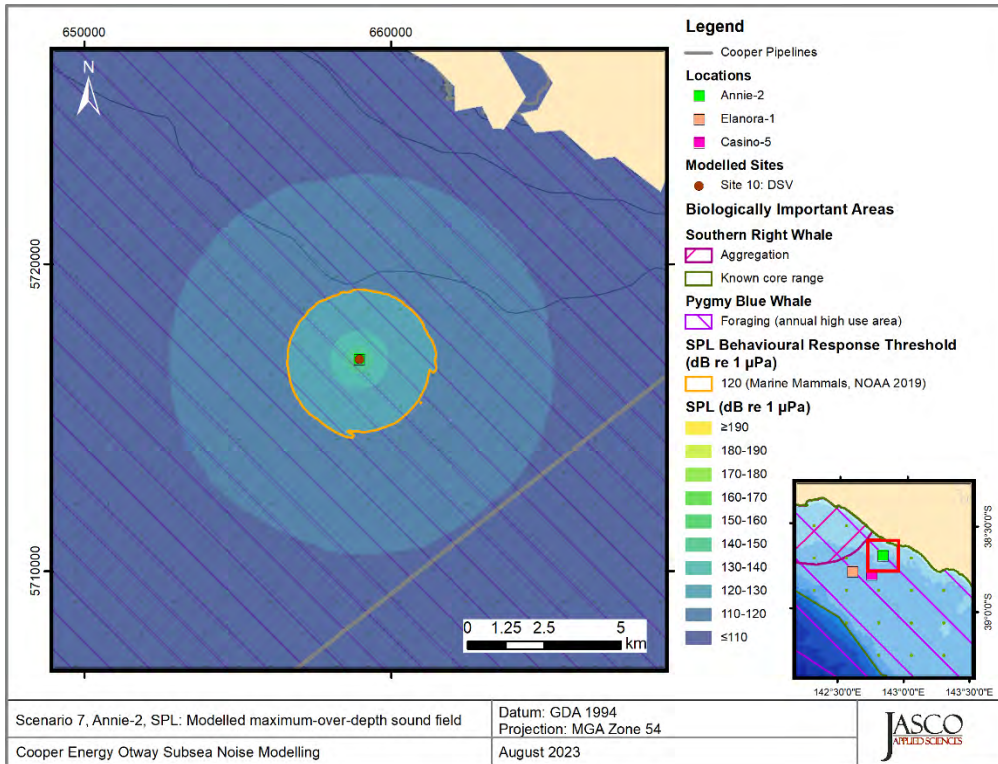 650000
660000
N
5720000
5710000
0 1.25 2.5 5
km
Legend
Cooper Pipelines
Locations
Annie-2
Elanora-1
Casino-5
Modelled Sites
Site 10: DSV
Biologically Important Areas
Southern Right Whale
Aggregation
Known core range
Pygmy Blue Whale
Foraging (annual high use area)
SPL Behavioural Response Threshold
(dB re 1 µPa)
120 (Marine Mammals, NOAA 2019)
SPL (dB re 1 µPa)
≥190
180-190
170-180
160-170
150-160
140-150
130-140
120-130
110-120
≤110
38°30'0"S
39°0'0"S
142°30'0"E 143°0'0"E 143°30'0"E
Scenario 7, Annie-2, SPL: Modelled maximum-over-depth sound field
Datum: GDA 1994
Projection: MGA Zone 54
Cooper Energy Otway Subsea Noise Modelling
August 2023
JASCO
APPLIED SCIENCES